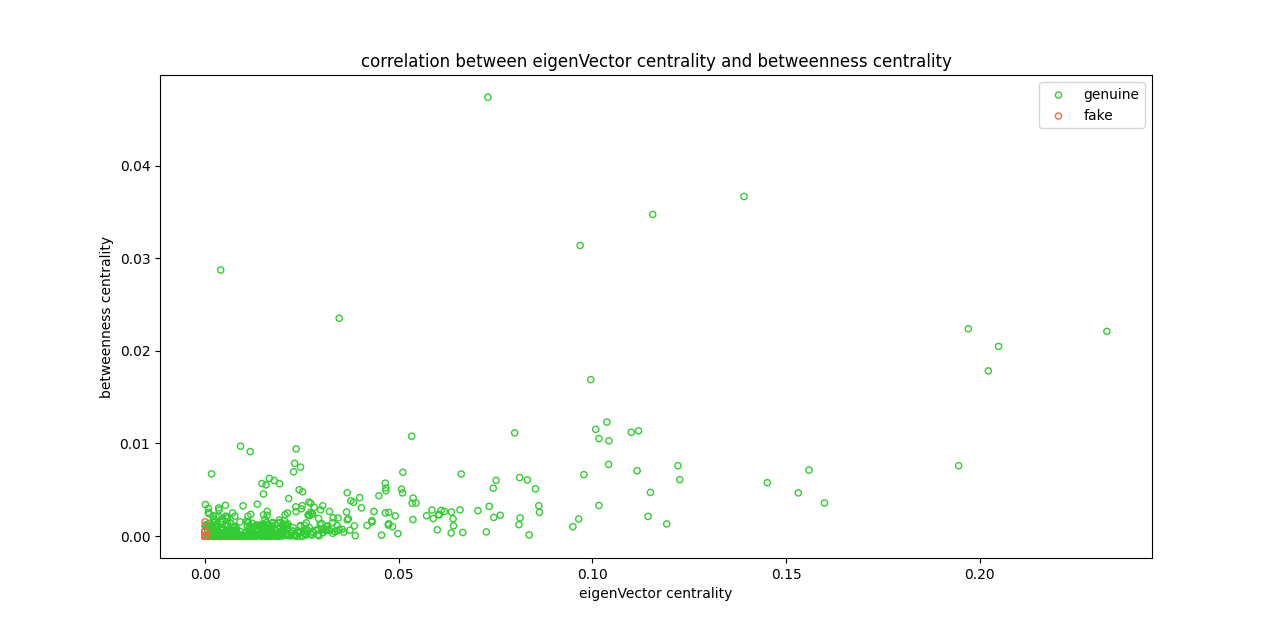 correlation between eigenVector centrality and betweenness centrality
genuine
fake
betweenness centrality
0.04
0.03
0.02
0.01
0.00
0.00 0.05 0.10 0.15 0.20
eigenVector centrality